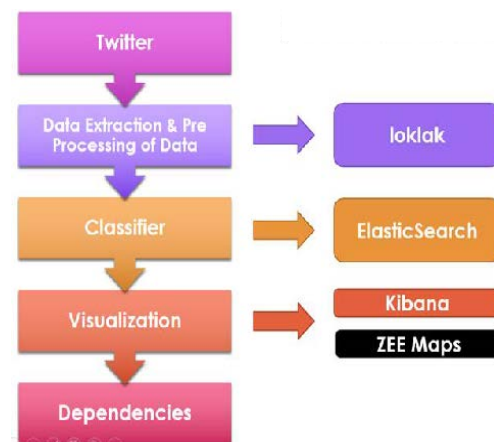 Twitter
Data Extraction & Pre
Processing of Data
loklak
Classifier
ElasticSearch
Visualization
Kibana
ZEE Maps
Dependencies